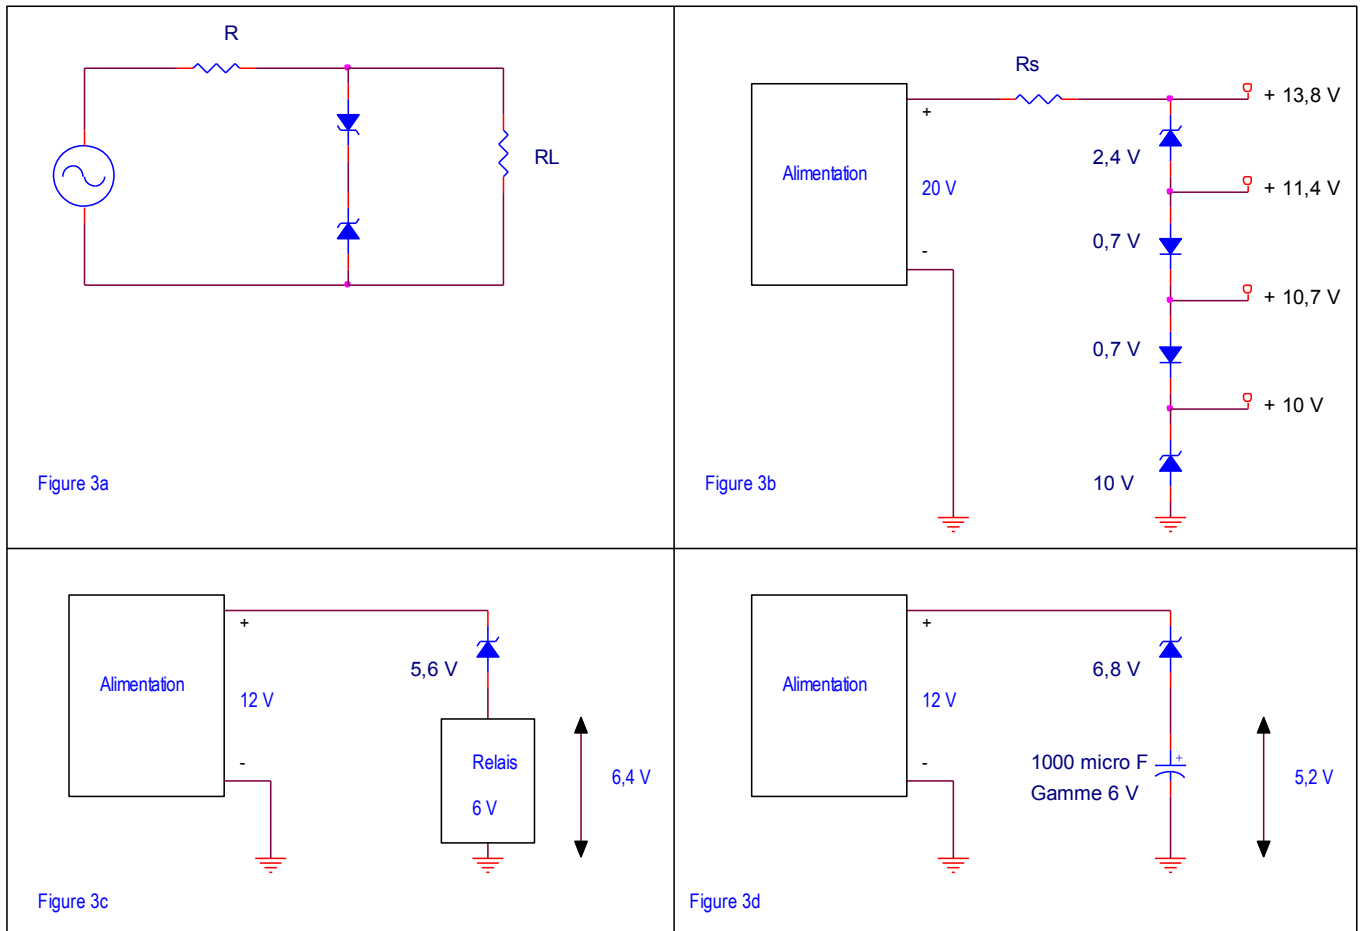 R
RL
Figure 3a
Rs
+
Alimentation
20 V
-
2,4 V
0,7 V
0,7 V
10 V
+ 13,8 V
+ 11,4 V
+ 10,7 V
+ 10 V
Figure 3b
+
Alimentation
12 V
-
5,6 V
Relais
6 V
6,4 V
Figure 3c
+
Alimentation
12 V
-
6,8 V
1000 micro F
Gamme 6 V
+
5,2 V
Figure 3d